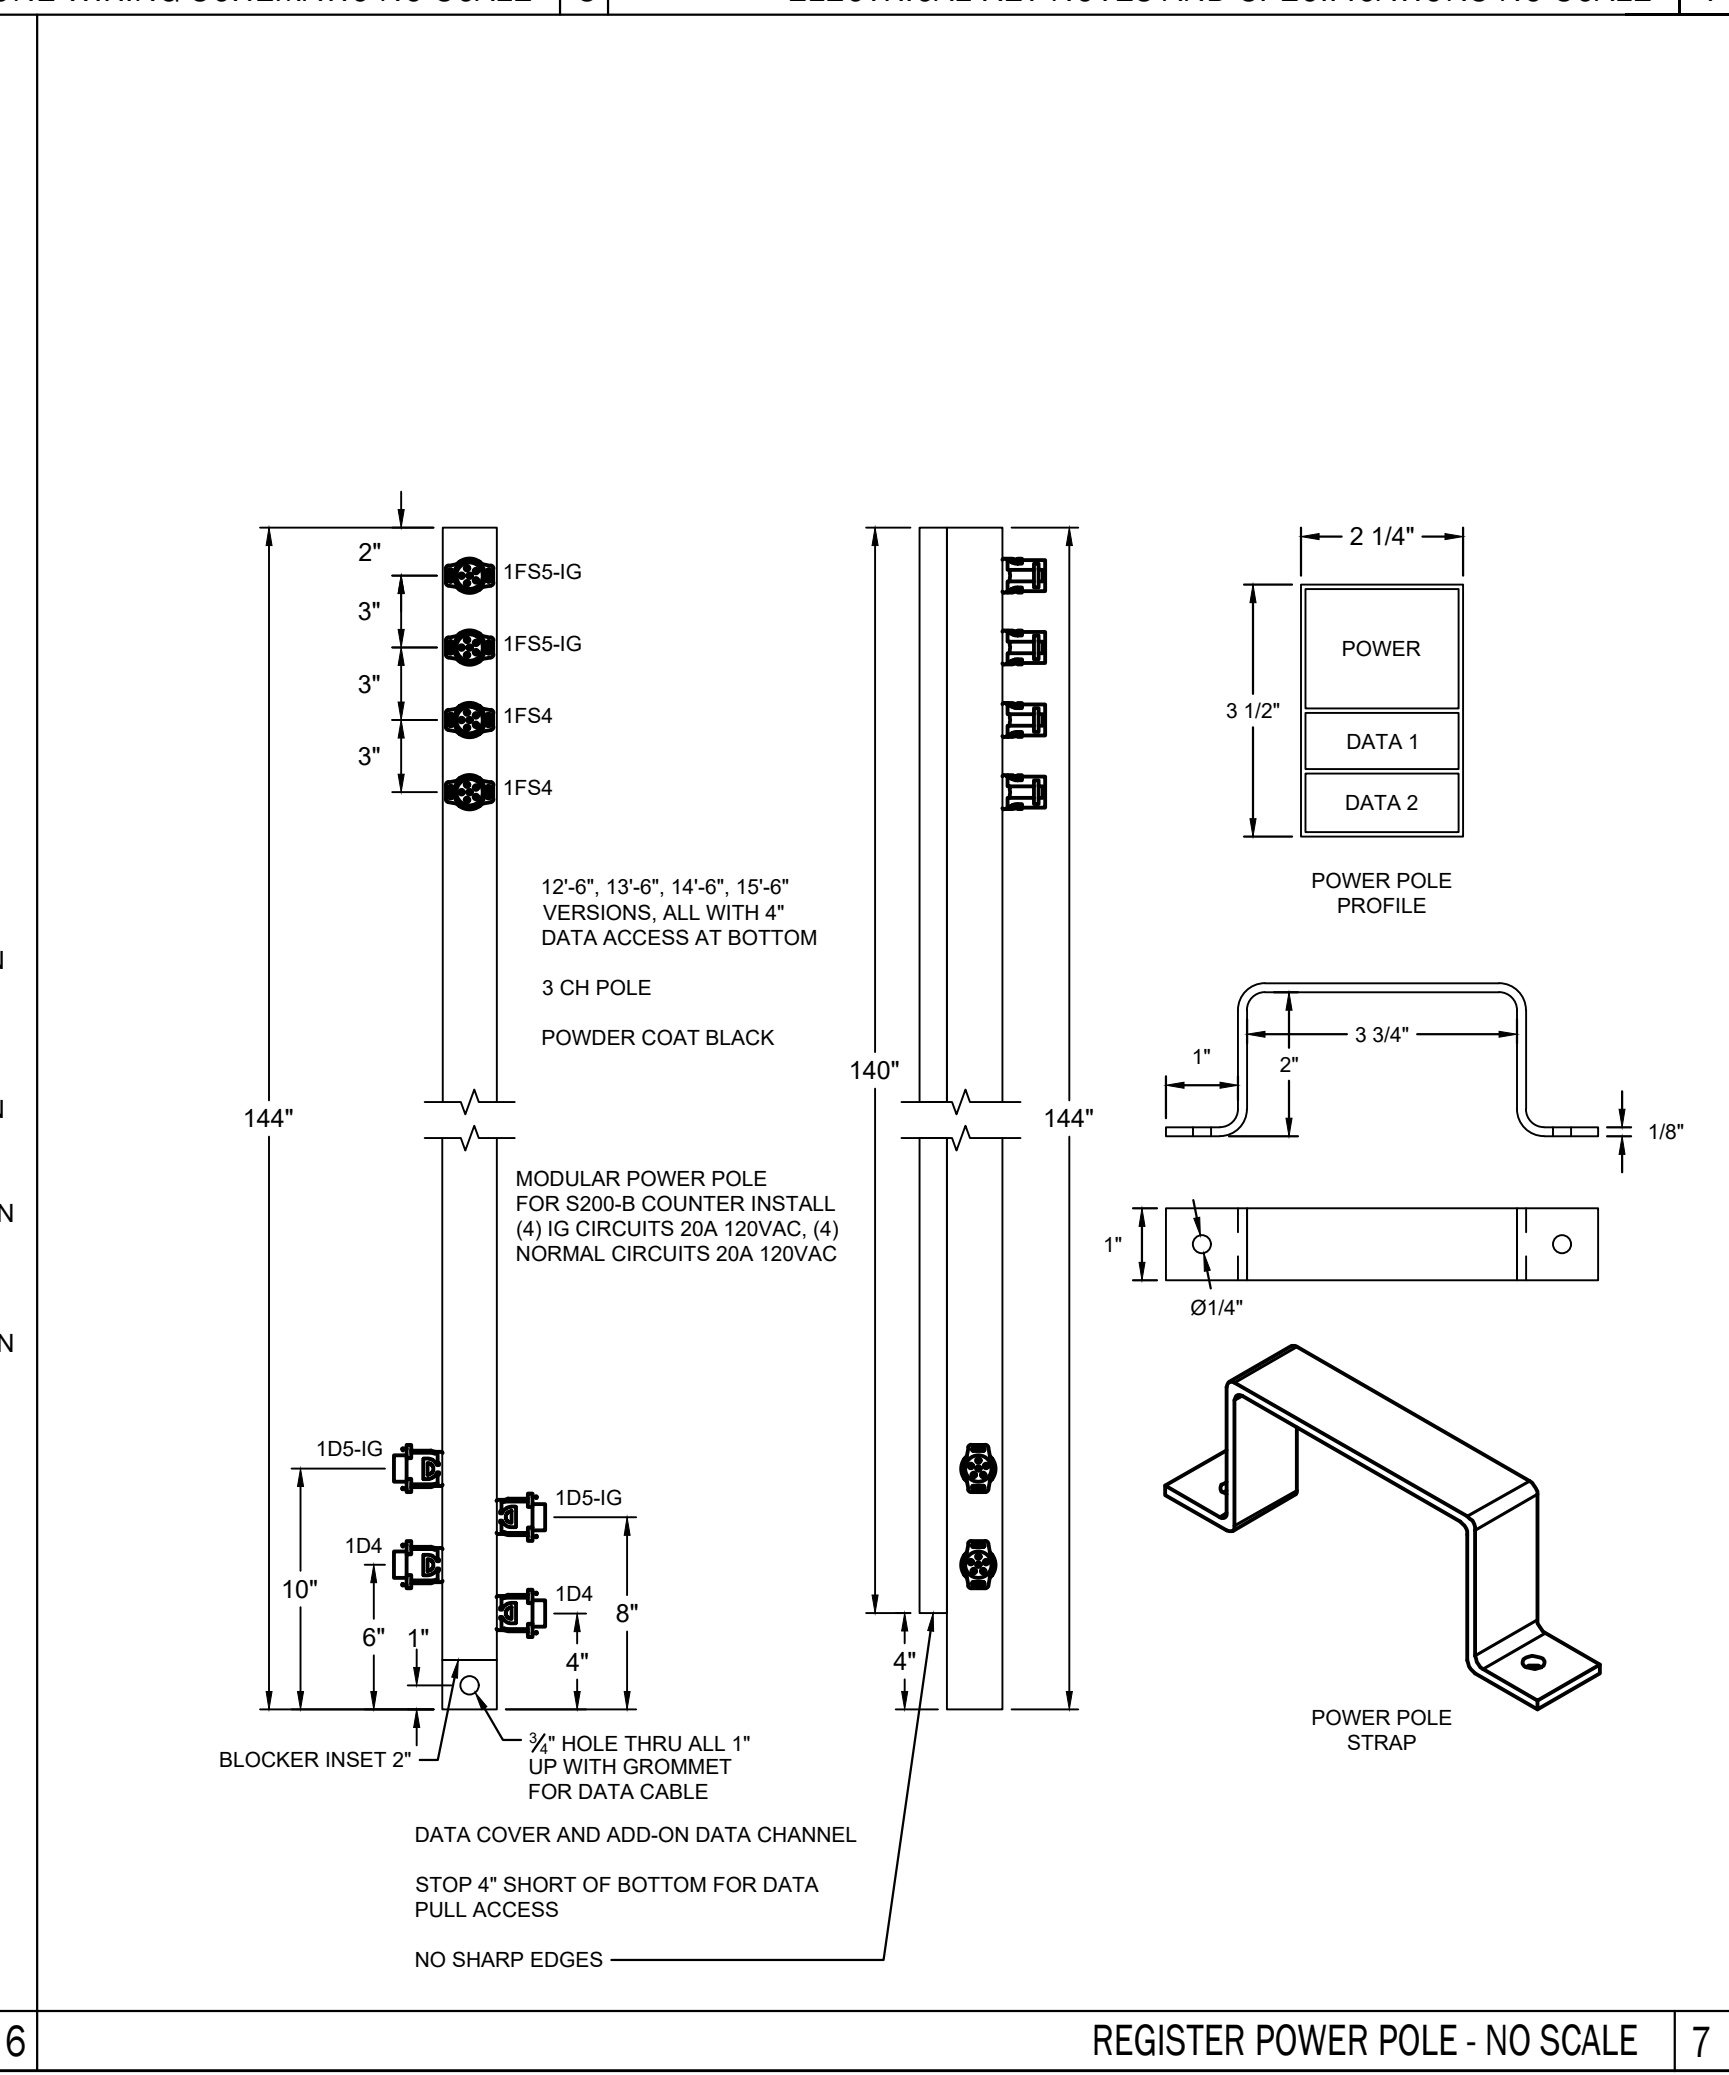 2"
1FS5-IG
3"
1FS5-IG
3"
1FS4
3"
1FS4
144"
12'-6", 13'-6", 14'-6", 15'-6"
VERSIONS, ALL WITH 4"
DATA ACCESS AT BOTTOM
3 CH POLE
POWDER COAT BLACK
MODULAR POWER POLE
FOR S200-B COUNTER INSTALL
(4) IG CIRCUITS 20A 120VAC, (4)
NORMAL CIRCUITS 20A 120VAC
1D5-IG
1D5-IG
1D4
1D4
10"
6"
1"
4"
8"
BLOCKER INSET 2"
3⁄4" HOLE THRU ALL 1"
UP WITH GROMMET
FOR DATA CABLE
DATA COVER AND ADD-ON DATA CHANNEL
STOP 4" SHORT OF BOTTOM FOR DATA
PULL ACCESS
NO SHARP EDGES
140"
144"
4"
2 1/4"
3 1/2"
POWER
DATA 1
DATA 2
POWER POLE
PROFILE
1"
3 3/4"
2"
1/8"
1"
Ø1/4"
POWER POLE
STRAP
6
REGISTER POWER POLE - NO SCALE 7